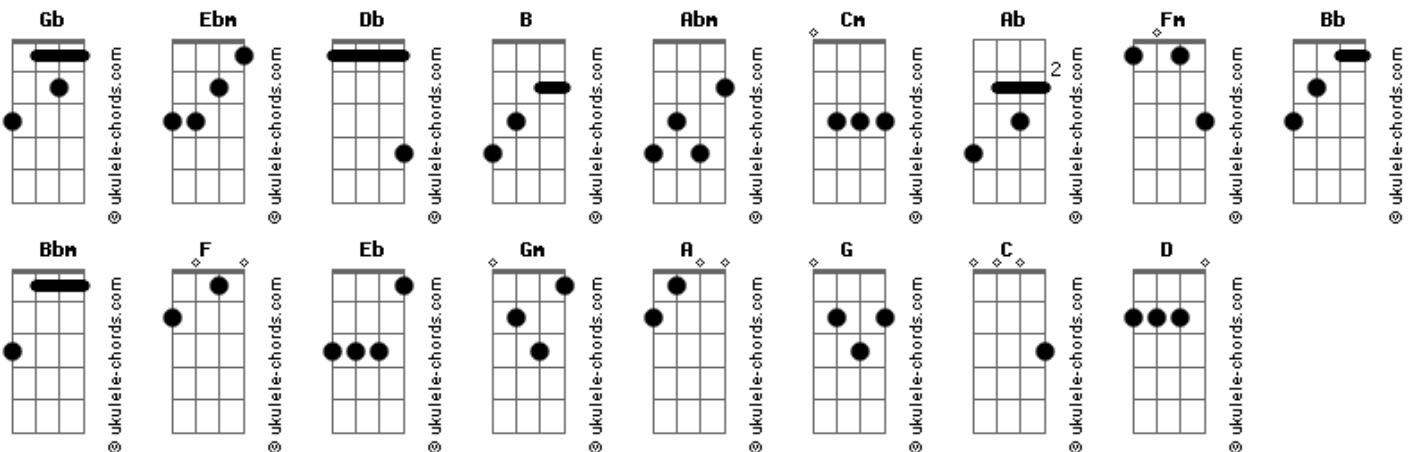 Gb Ebm Db B Abm Cm Ab Fm Bb
2
© ukulele-chords.com © ukulele-chords.com © ukulele-chords.com © ukulele-chords.com © ukulele-chords.com © ukulele-chords.com © ukulele-chords.com © ukulele-chords.com © ukulele-chords.com
Bbm F Eb Gm A G C D
© ukulele-chords.com © ukulele-chords.com © ukulele-chords.com © ukulele-chords.com © ukulele-chords.com © ukulele-chords.com © ukulele-chords.com © ukulele-chords.com